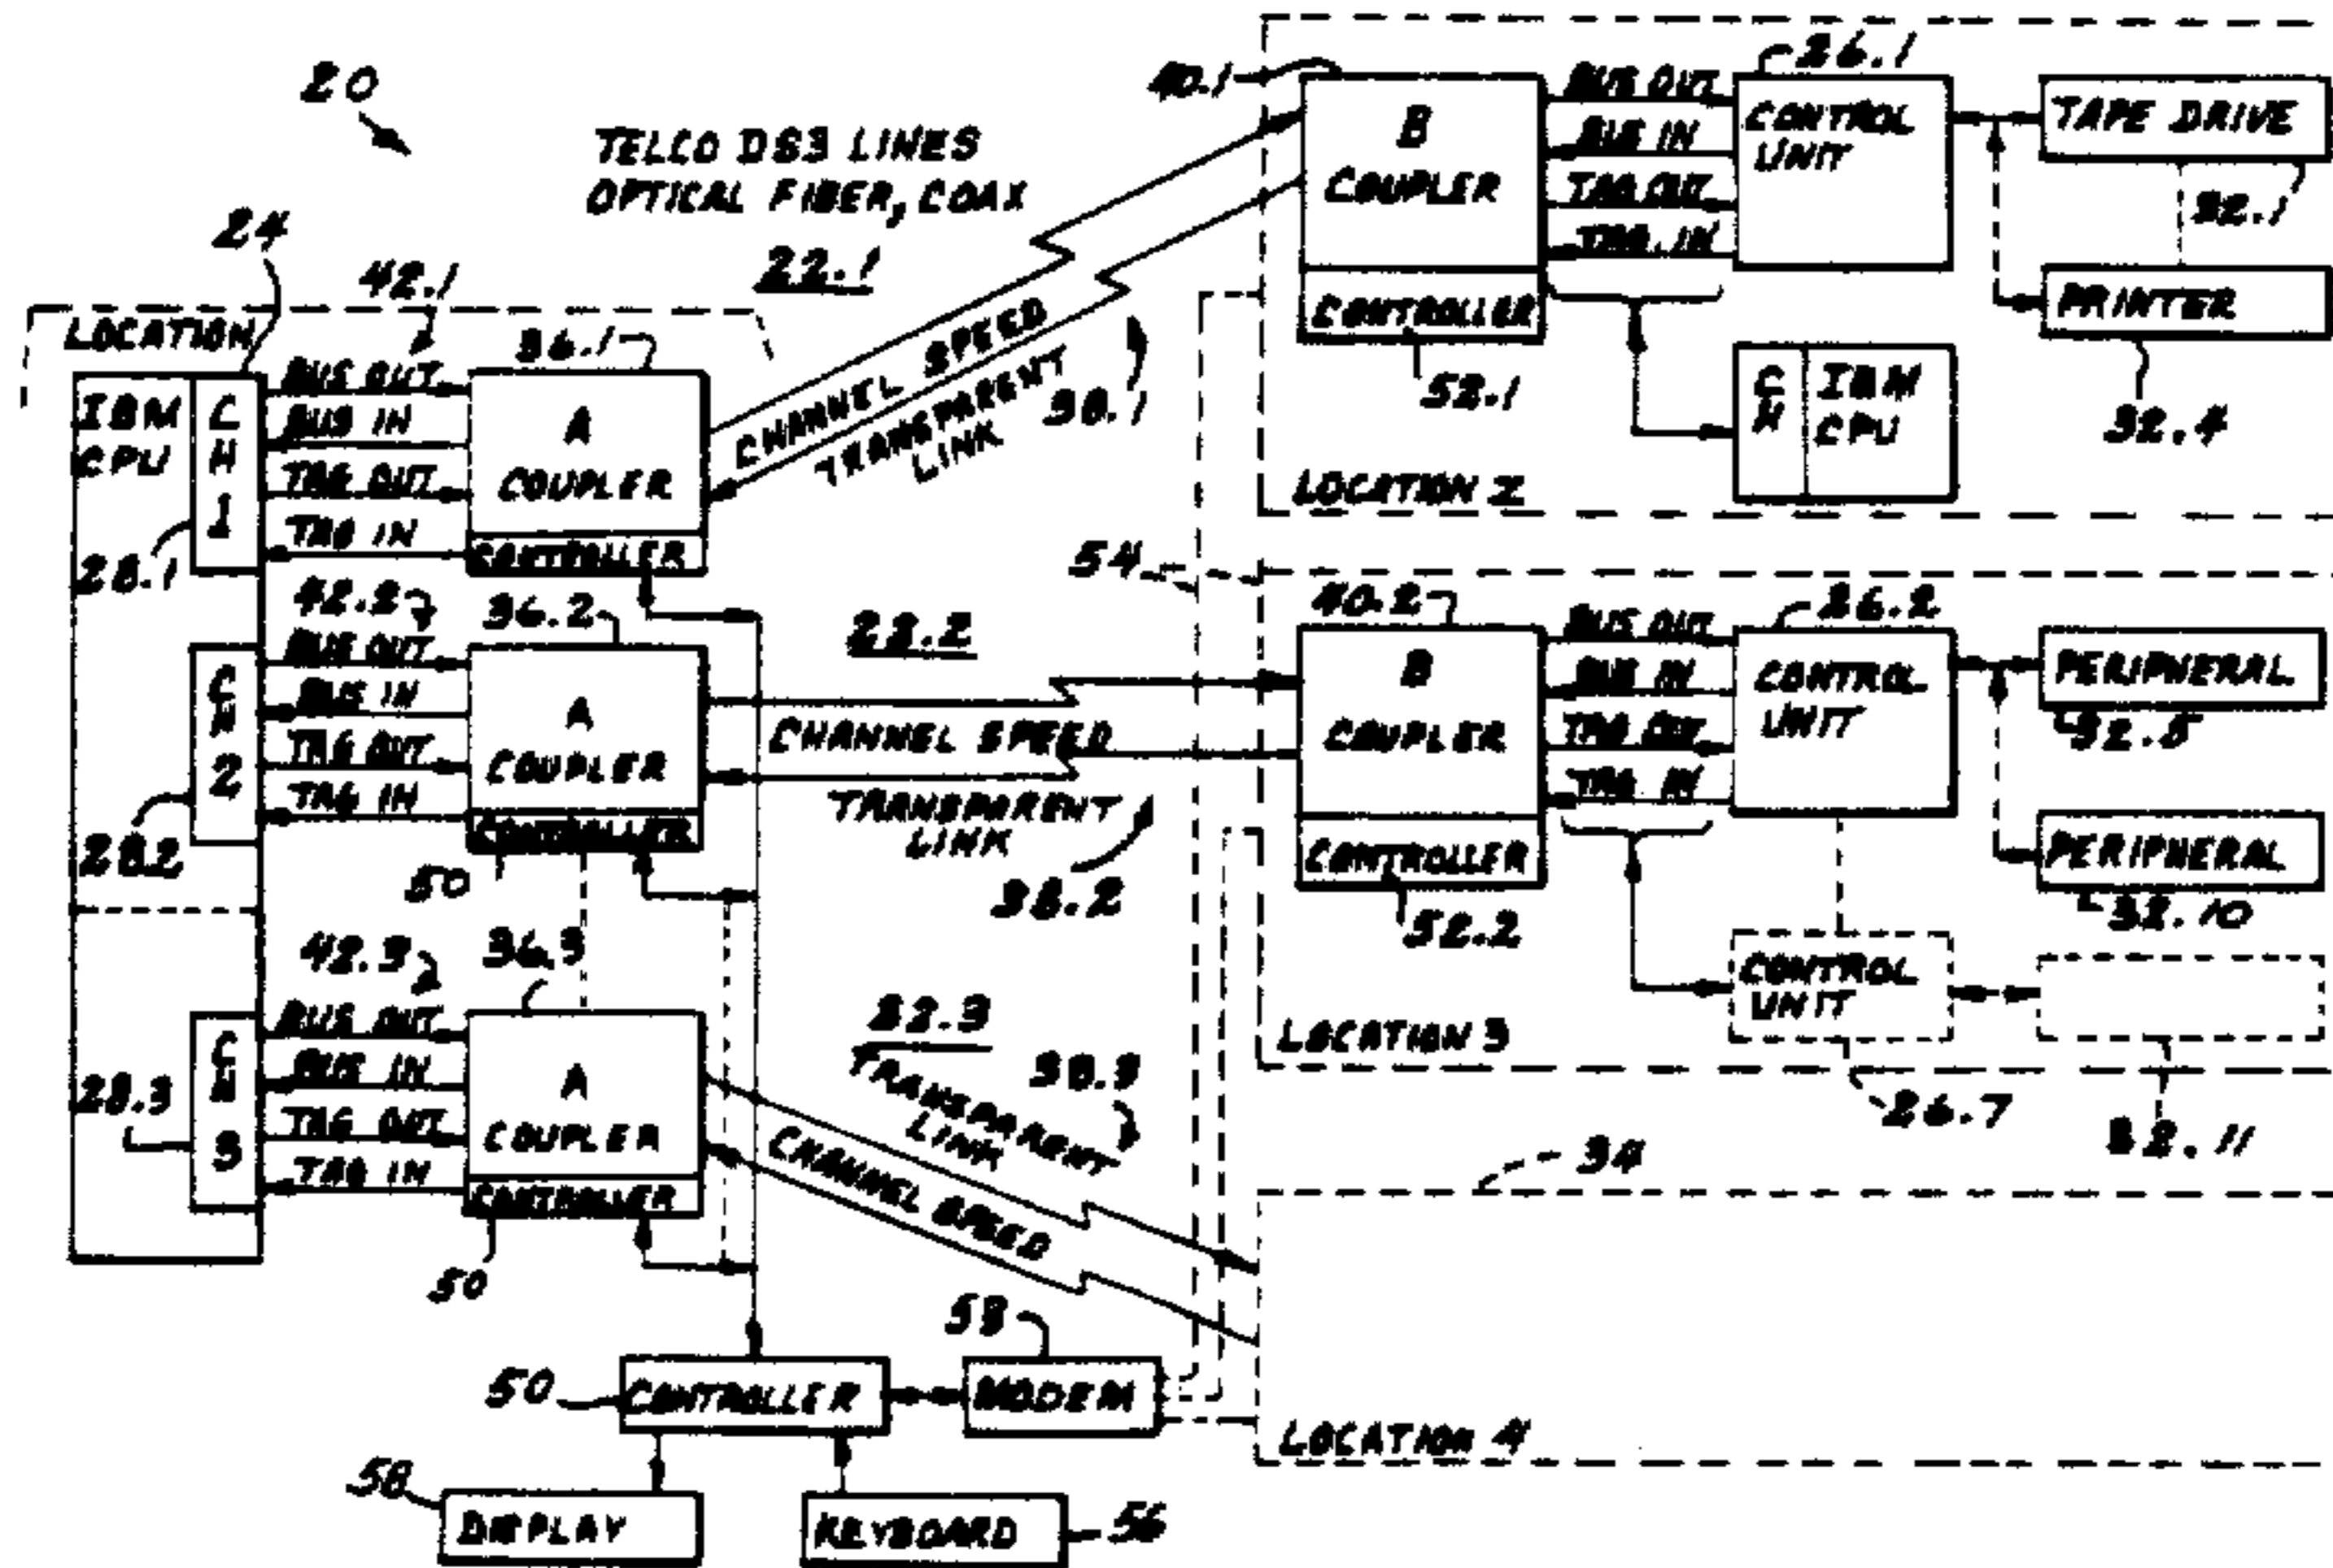 20
TELCO DS3 LINES
OPTICAL FIBER, COAX
22.1
24
42.1
36.1
LOCATION
IBM
CPU
CH 1
28.1
BUS OUT
BUS IN
TAG OUT
TAG IN
A
COUPLER
CONTROLLER
CHANNEL SPEED
TRANSPARENT
LINK
38.1
40.1
B
COUPLER
CONTROLLER
52.1
BUS OUT
BUS IN
TAG OUT
TAG IN
26.1
CONTROL
UNIT
TAPE DRIVE
32.1
PRINTER
32.4
CH
IBM
CPU
LOCATION 2
54
42.2
36.2
CH 2
28.2
BUS OUT
BUS IN
TAG OUT
TAG IN
A
COUPLER
CONTROLLER
50
22.2
CHANNEL SPEED
TRANSPARENT
LINK
38.2
40.2
B
COUPLER
CONTROLLER
52.2
BUS OUT
BUS IN
TAG OUT
TAG IN
26.2
CONTROL
UNIT
PERIPHERAL
PERIPHERAL
32.10
CONTROL
UNIT
26.7
32.11
LOCATION 3
42.3
36.3
CH 3
28.3
BUS OUT
BUS IN
TAG OUT
TAG IN
A
COUPLER
CONTROLLER
50
22.3
TRANSPARENT
LINK
CHANNEL SPEED
38.3
34
LOCATION 4
50
CONTROLLER
58
MODEM
58
DISPLAY
KEYBOARD
56